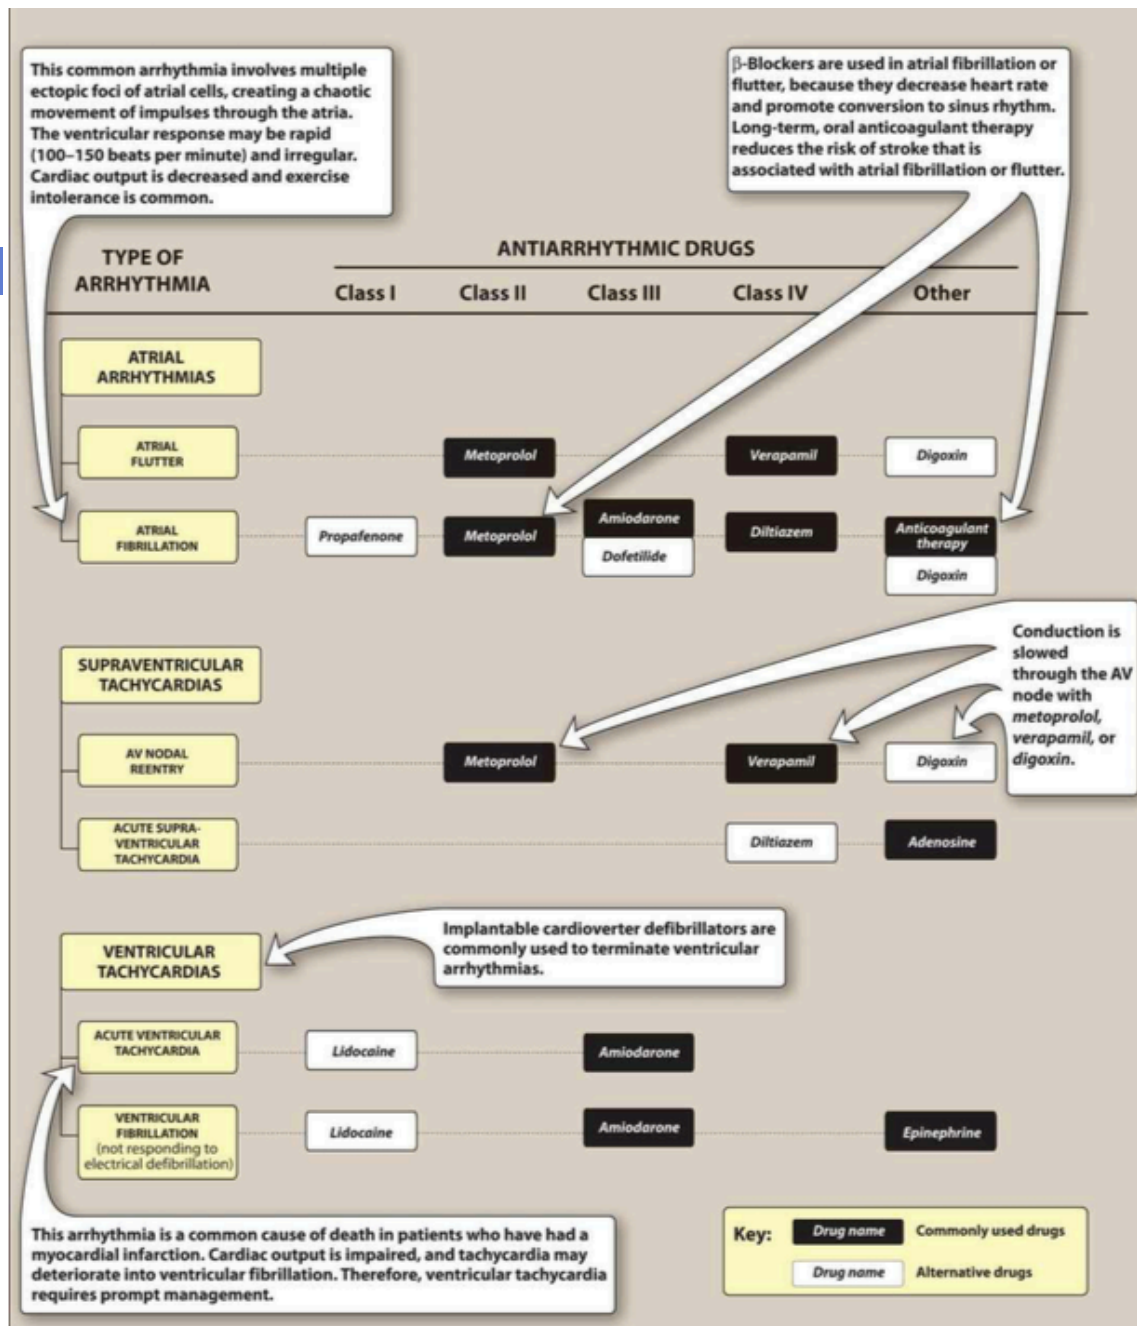 This common arrhythmia involves multiple
ectopic foci of atrial cells, creating a chaotic
movement of impulses through the atria.
The ventricular response may be rapid
(100–150 beats per minute) and irregular.
Cardiac output is decreased and exercise
intolerance is common.
β-Blockers are used in atrial fibrillation or
flutter, because they decrease heart rate
and promote conversion to sinus rhythm.
Long-term, oral anticoagulant therapy
reduces the risk of stroke that is
associated with atrial fibrillation or flutter.
TYPE OF
ARRHYTHMIA
ANTIARRHYTHMIC DRUGS
Class I
Class II
Class III
Class IV
Other
ATRIAL
ARRHYTHMIAS
ATRIAL
FLUTTER
Metoprolol
Verapamil
Digoxin
ATRIAL
FIBRILLATION
Propafenone
Metoprolol
Amiodarone
Dofetilide
Diltiazem
Anticoagulant
therapy
Digoxin
Conduction is
slowed
through the AV
node with
metoprolol,
verapamil, or
digoxin.
SUPRAVENTRICULAR
TACHYCARDIAS
AV NODAL
REENTRY
Metoprolol
Verapamil
Digoxin
ACUTE SUPRA-
VENTRICULAR
TACHYCARDIA
Diltiazem
Adenosine
Implantable cardioverter defibrillators are
commonly used to terminate ventricular
arrhythmias.
VENTRICULAR
TACHYCARDIAS
ACUTE VENTRICULAR
TACHYCARDIA
Lidocaine
Amiodarone
VENTRICULAR
FIBRILLATION
(not responding to
electrical defibrillation)
Lidocaine
Amiodarone
Epinephrine
This arrhythmia is a common cause of death in patients who have had a
myocardial infarction. Cardiac output is impaired, and tachycardia may
deteriorate into ventricular fibrillation. Therefore, ventricular tachycardia
requires prompt management.
Key:
Drug name
Commonly used drugs
Drug name
Alternative drugs